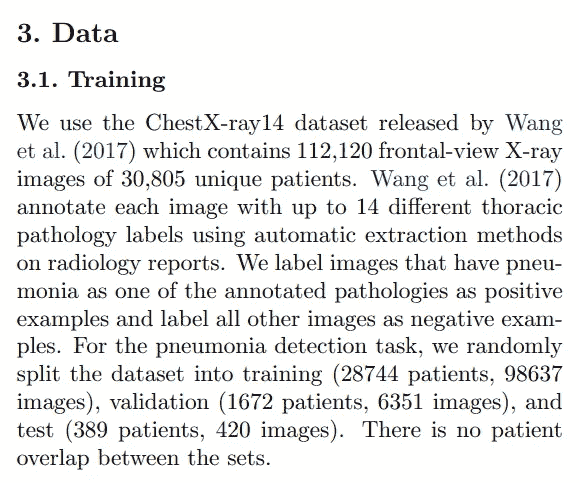 3. Data
3.1. Training
We use the ChestX-ray14 dataset released by Wang
et al. (2017) which contains 112,120 frontal-view X-ray
images of 30,805 unique patients. Wang et al. (2017)
annotate each image with up to 14 different thoracic
pathology labels using automatic extraction methods
on radiology reports. We label images that have pneu-
monia as one of the annotated pathologies as positive
examples and label all other images as negative exam-
ples. For the pneumonia detection task, we randomly
split the dataset into training (28744 patients, 98637
images), validation (1672 patients, 6351 images), and
test (389 patients, 420 images). There is no patient
overlap between the sets.